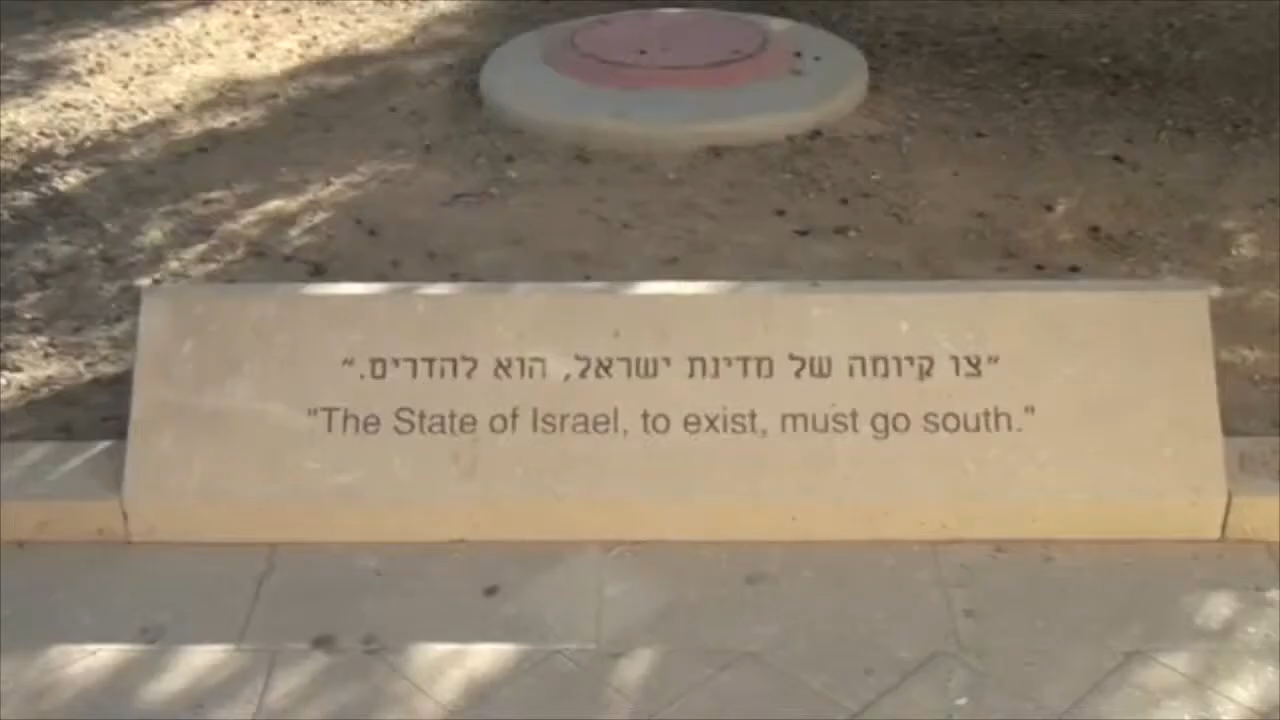 "צו קיומה של מדינת ישראל, הוא להדרים."
"The State of Israel, to exist, must go south."